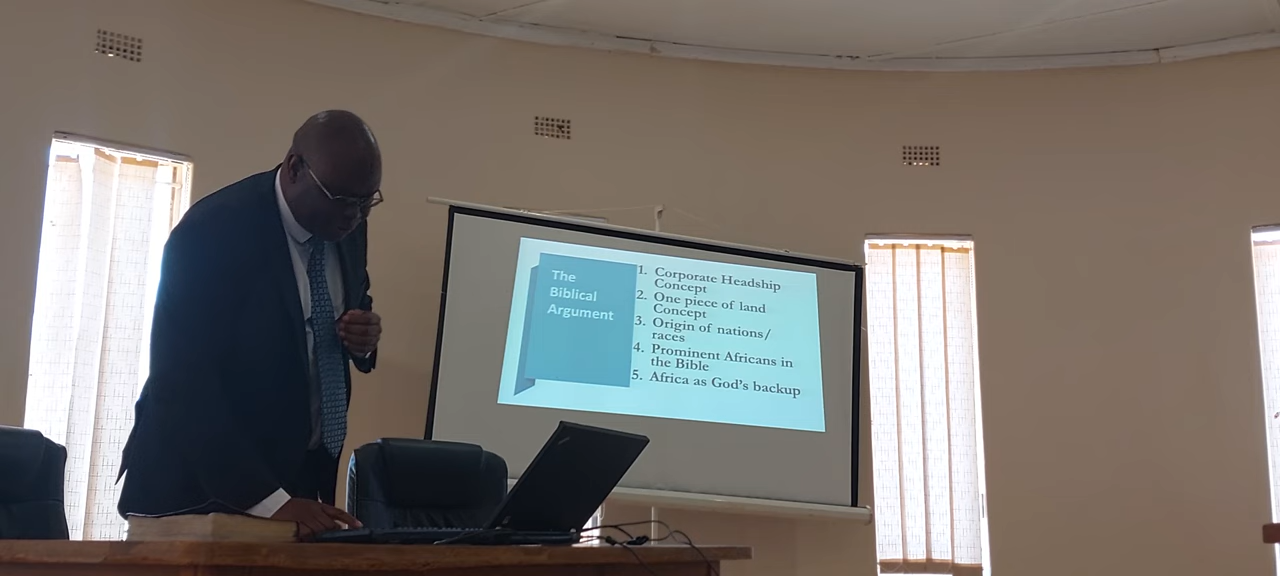 The
Biblical
Argument
1. Corporate Headship
Concept
2. One piece of land
Concept
3. Origin of nations/
races
4. Prominent Africans in
the Bible
5. Africa as God's backup